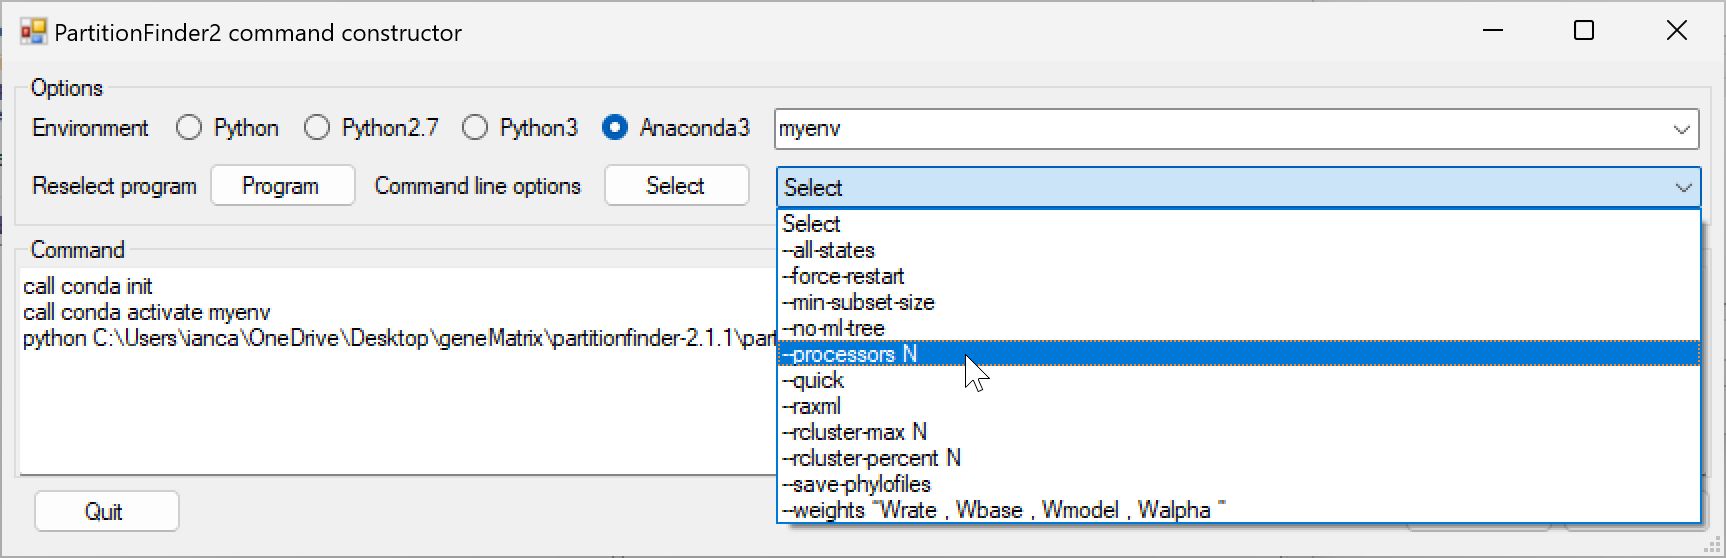 PartitionFinder2 command constructor
Options
Environment Python Python2.7 Python3 Anaconda3 myenv
Reselect program Program Command line options Select Select
Select
--all-states
--force-restart
--min-subset-size
--no-ml-tree
--processors N
--quick
--raxml
--rcluster-max N
--rcluster-percent N
--save-phylofiles
--weights "Wrate , Wbase , Wmodel , Walpha "
Command
call conda init
call conda activate myenv
python C:\Users\ianca\OneDrive\Desktop\geneMatrix\partitionfinder-2.1.1\part
Quit